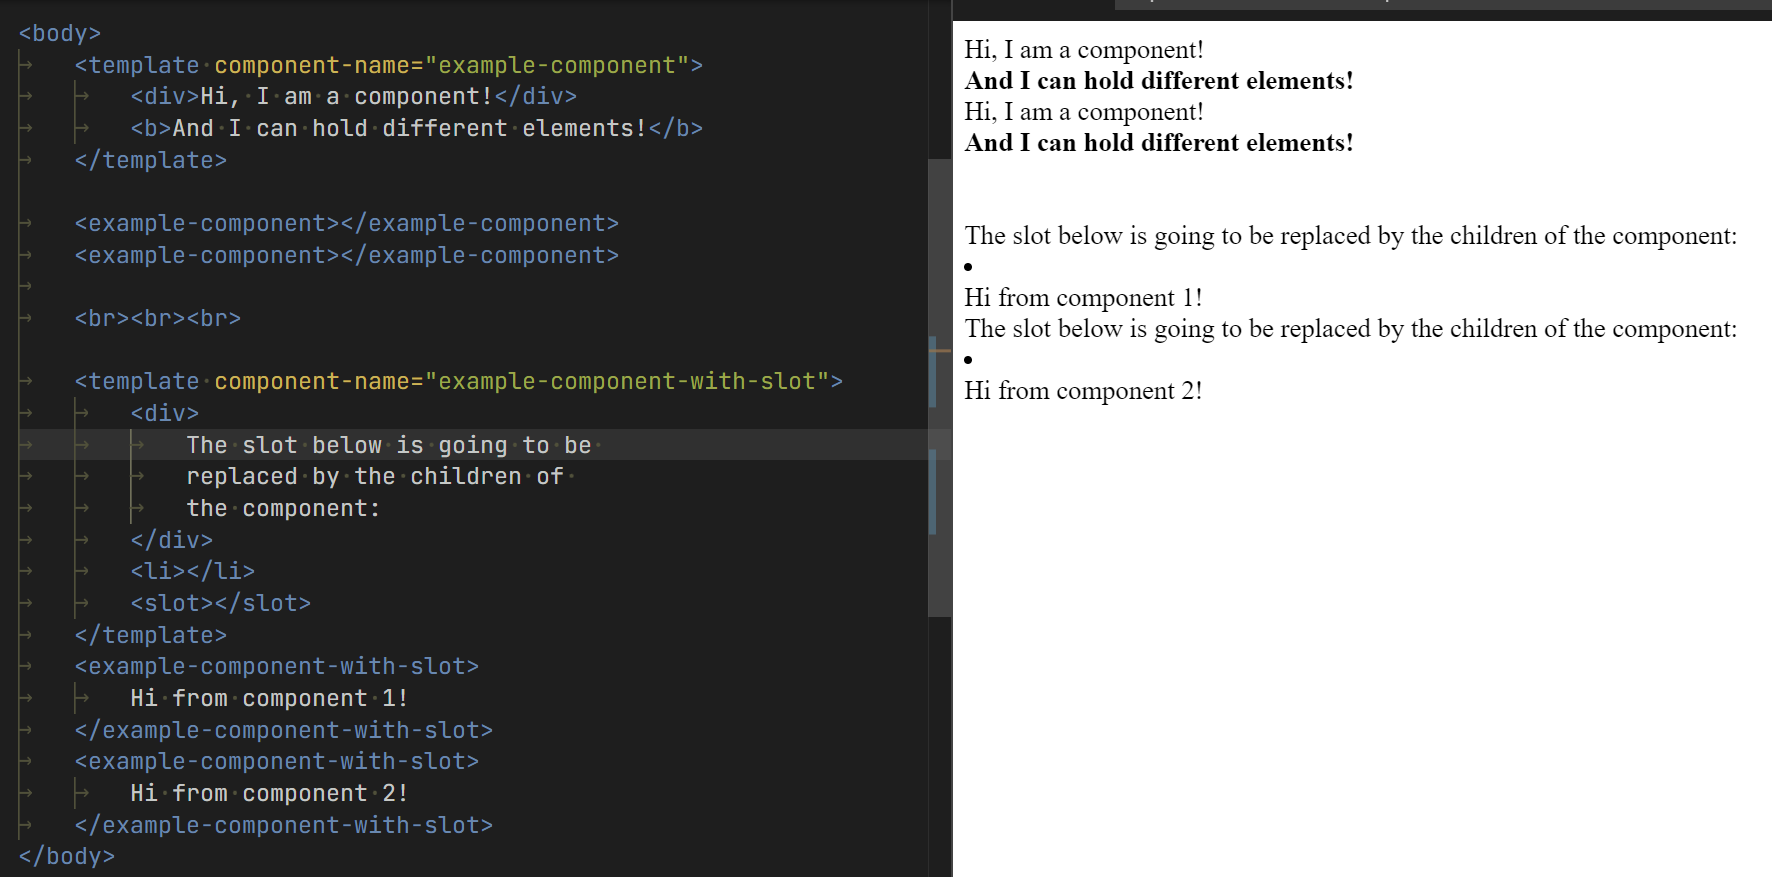 <body>
<template component-name="example-component">
<div>Hi, I am a component!</div>
<b>And I can hold different elements!</b>
</template>
<example-component></example-component>
<example-component></example-component>
<br><br><br>
<template component-name="example-component-with-slot">
<div>
The slot below is going to be
replaced by the children of
the component:
</div>
<li></li>
<slot></slot>
</template>
<example-component-with-slot>
Hi from component 1!
</example-component-with-slot>
<example-component-with-slot>
Hi from component 2!
</example-component-with-slot>
</body>
Hi, I am a component!
And I can hold different elements!
Hi, I am a component!
And I can hold different elements!
The slot below is going to be replaced by the children of the component:
Hi from component 1!
The slot below is going to be replaced by the children of the component:
Hi from component 2!